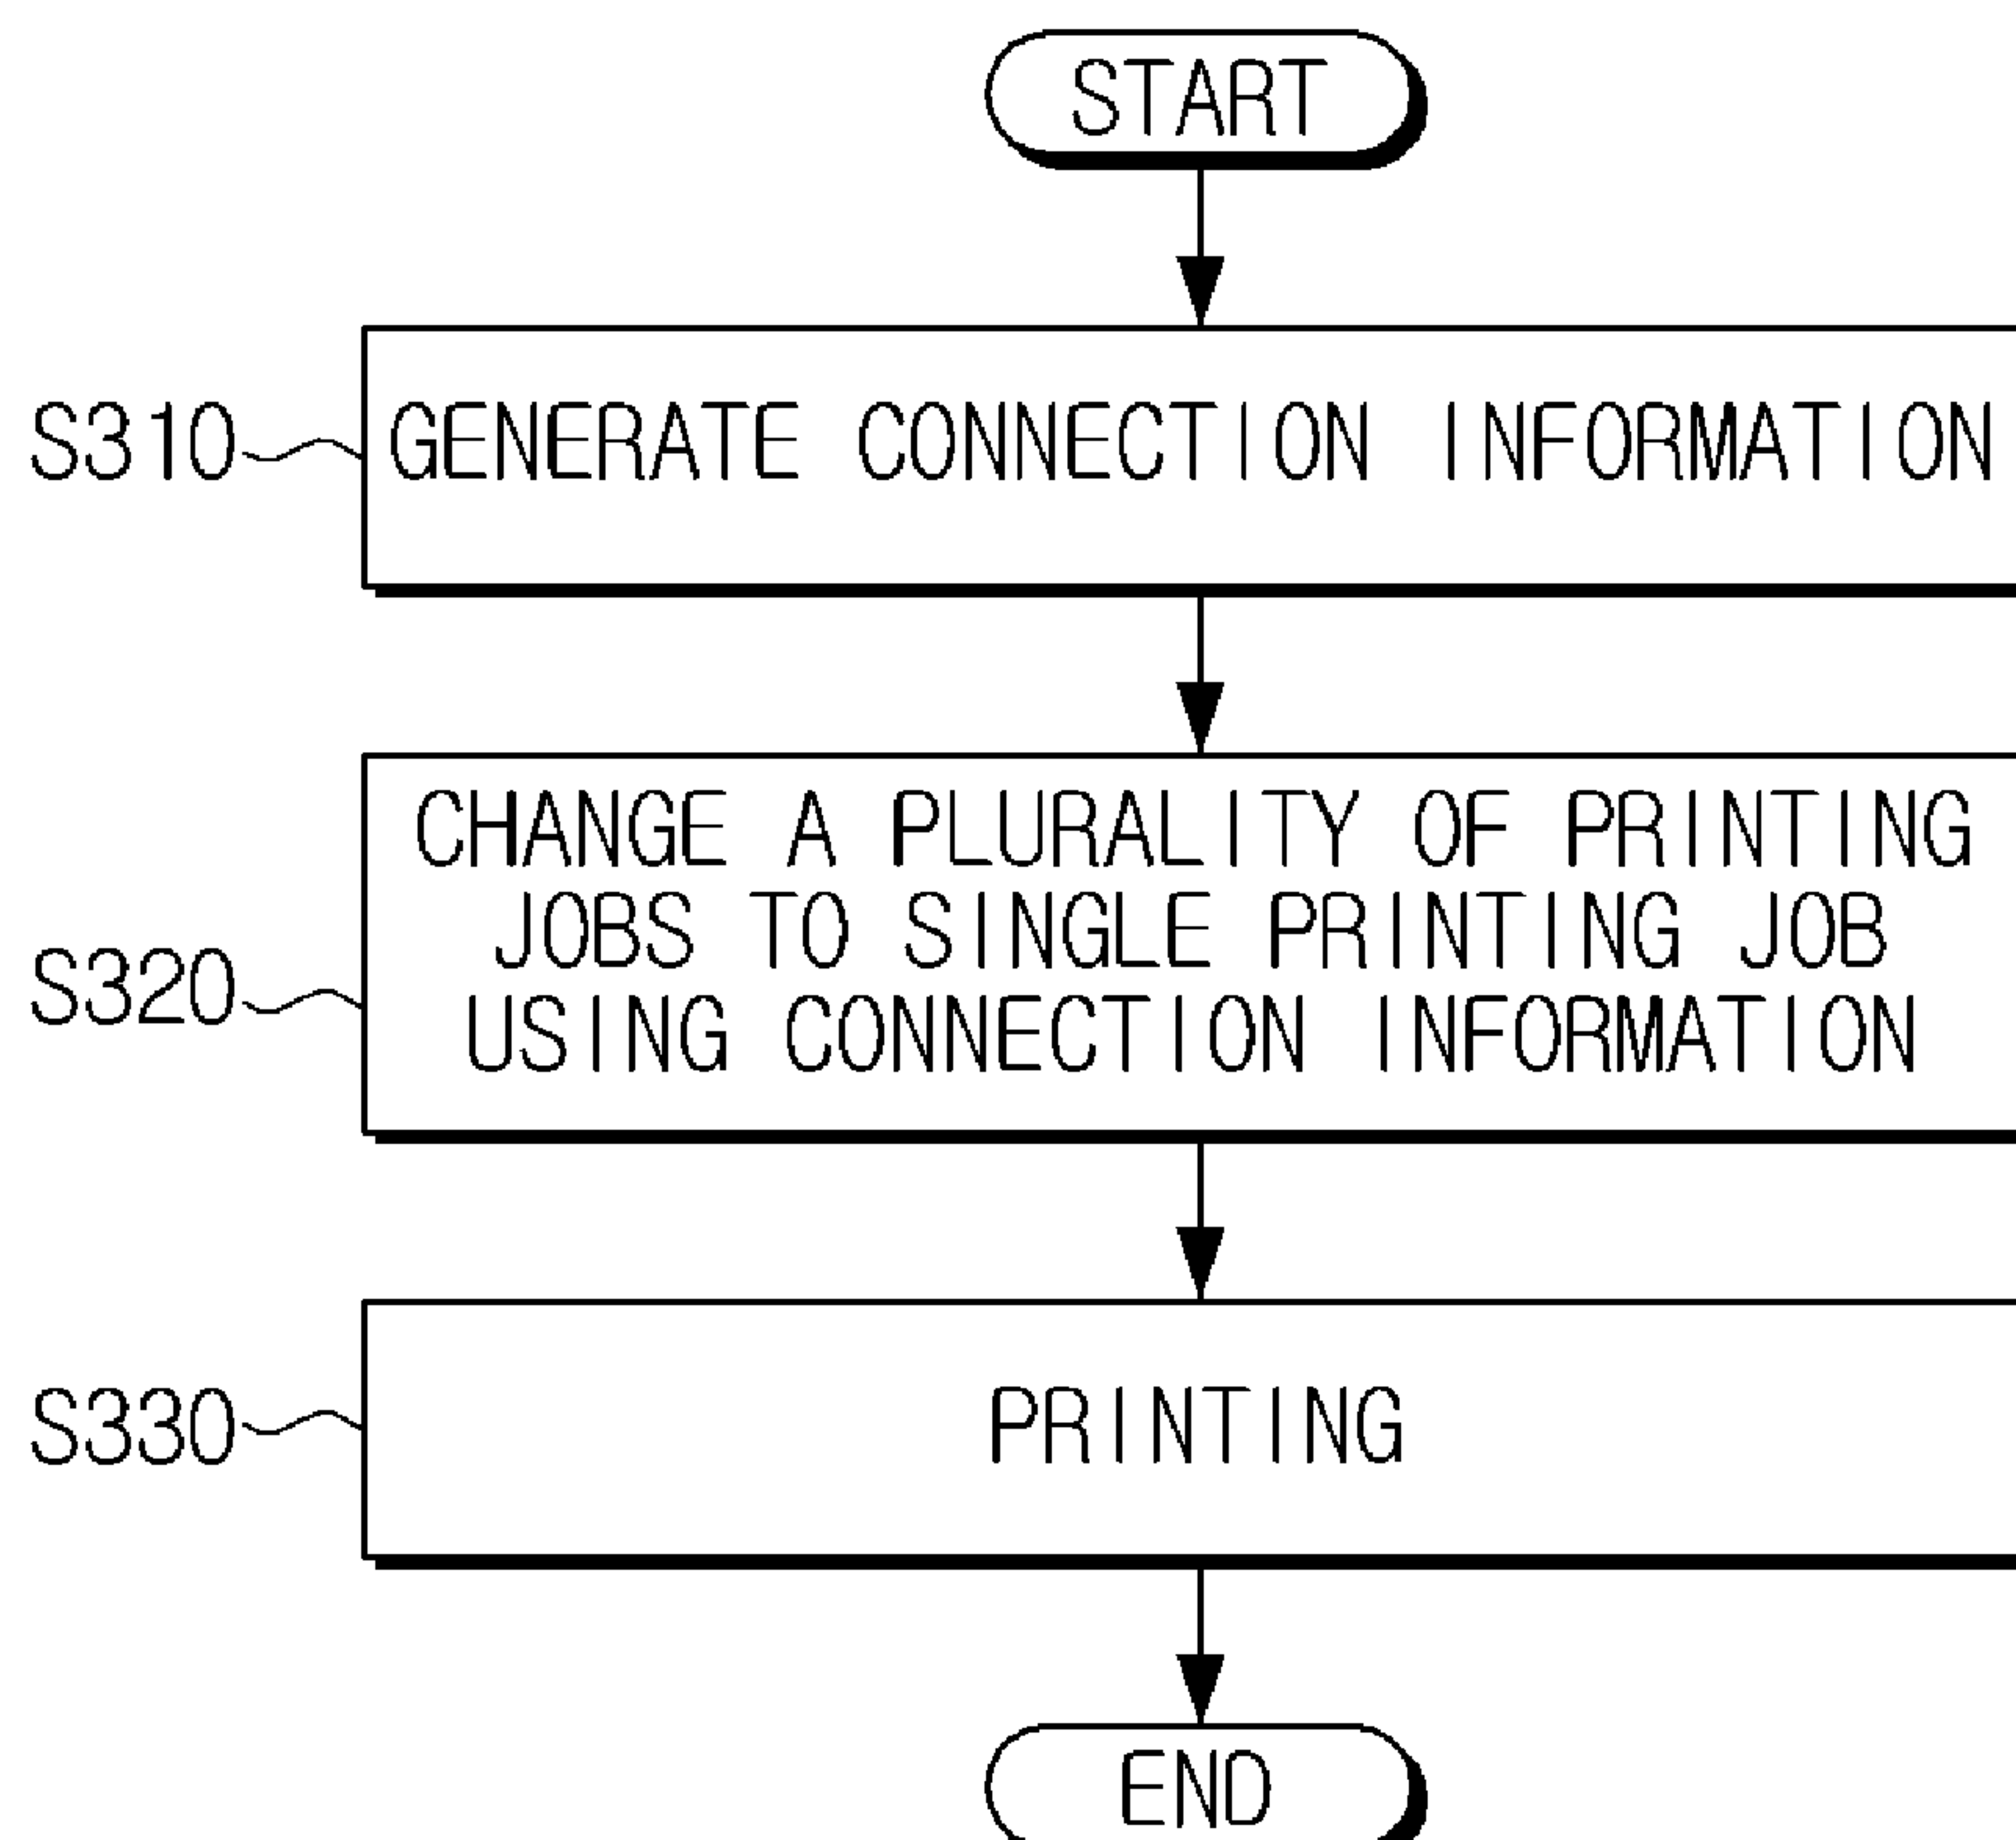 START
S310 GENERATE CONNECTION INFORMATION
CHANGE A PLURALITY OF PRINTING
JOBS TO SINGLE PRINTING JOB
S320 USING CONNECTION INFORMATION
S330 PRINTING
END